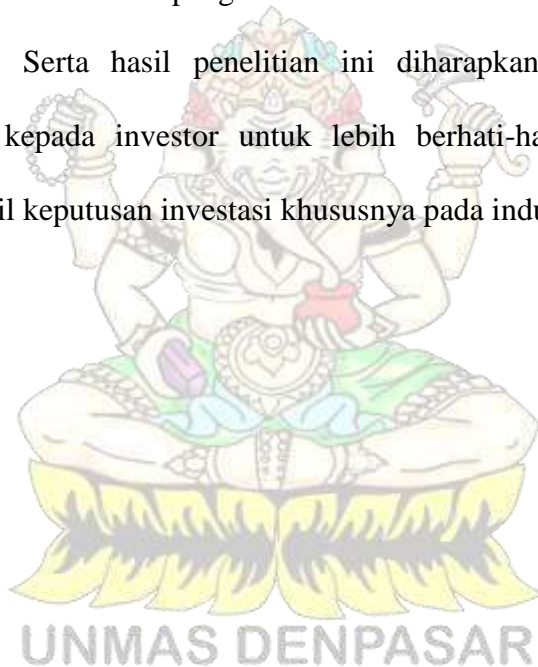 Serta hasil penelitian ini diharapkan
kepada investor untuk lebih berhati-ha
il keputusan investasi khususnya pada indu
UNMAS DENPASAR